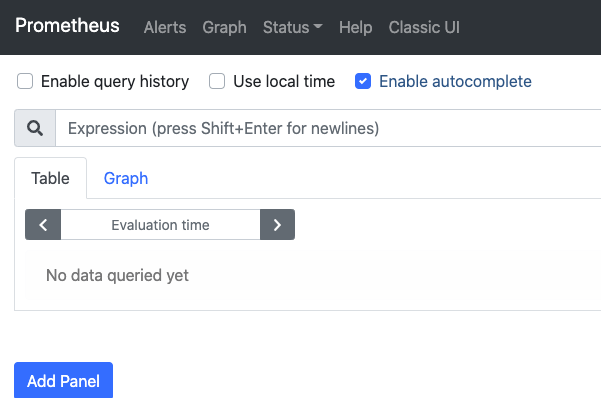 Prometheus Alerts Graph Status Help Classic UI
Enable query history Use local time Enable autocomplete
Expression (press Shift+Enter for newlines)
Table Graph
Evaluation time
No data queried yet
Add Panel